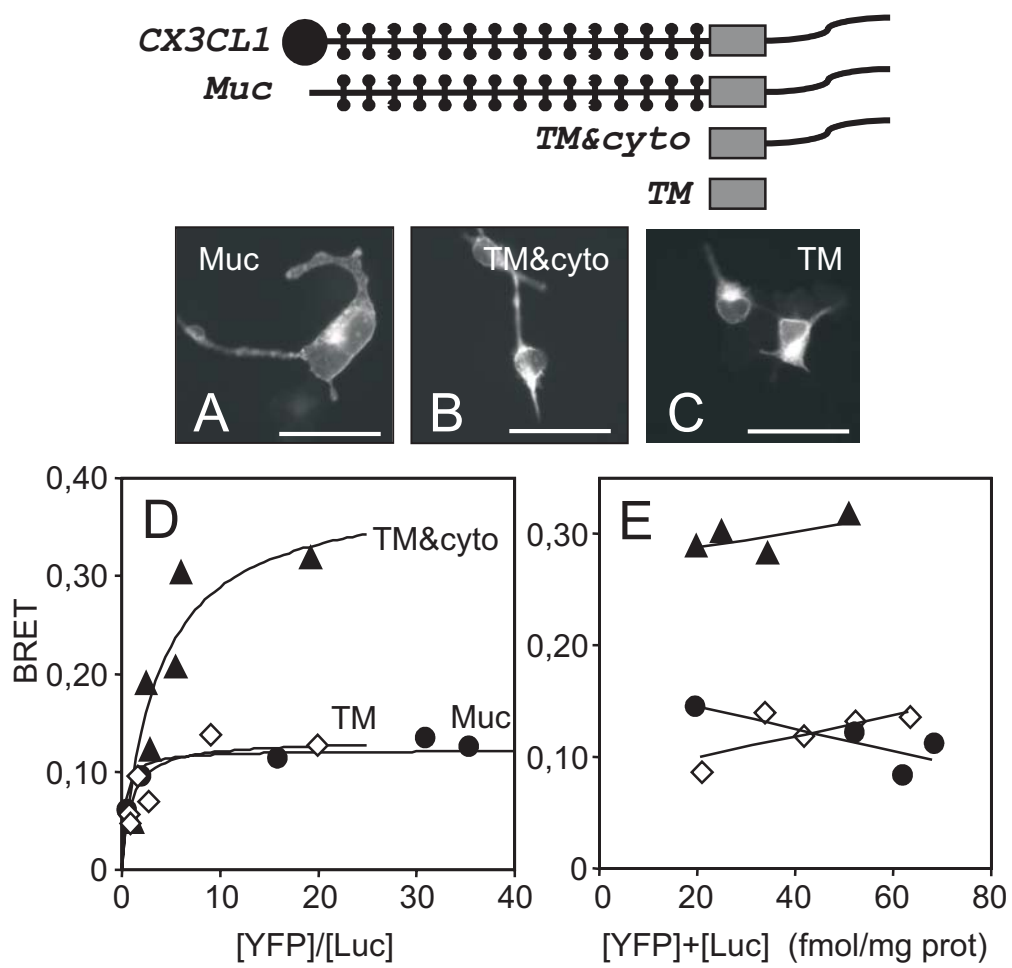 CX3CL1
Muc
TM&cyto
TM
Muc
TM&cyto
TM
A
B
C
D
E
0,40
0,30
0,20
0,10
0
BRET
TM&cyto
TM
Muc
0 10 20 30 40
[YFP]/[Luc]
0,30
0,20
0,10
0
0 20 40 60 80
[YFP]+[Luc] (fmol/mg prot)